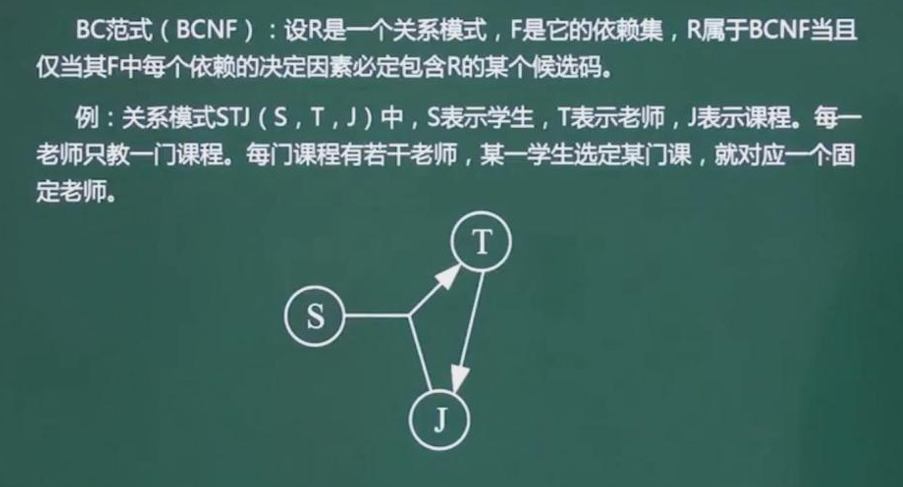 BC范式（BCNF）：设R是一个关系模式，F是它的依赖集，R属于BCNF当且
仅当其F中每个依赖的决定因素必定包含R的某个候选码。
例：关系模式STJ（S，T，J）中，S表示学生，T表示老师，J表示课程。每一
老师只教一门课程。每门课程有若干老师，某一学生选定某门课，就对应一个固
定老师。
T
S
J